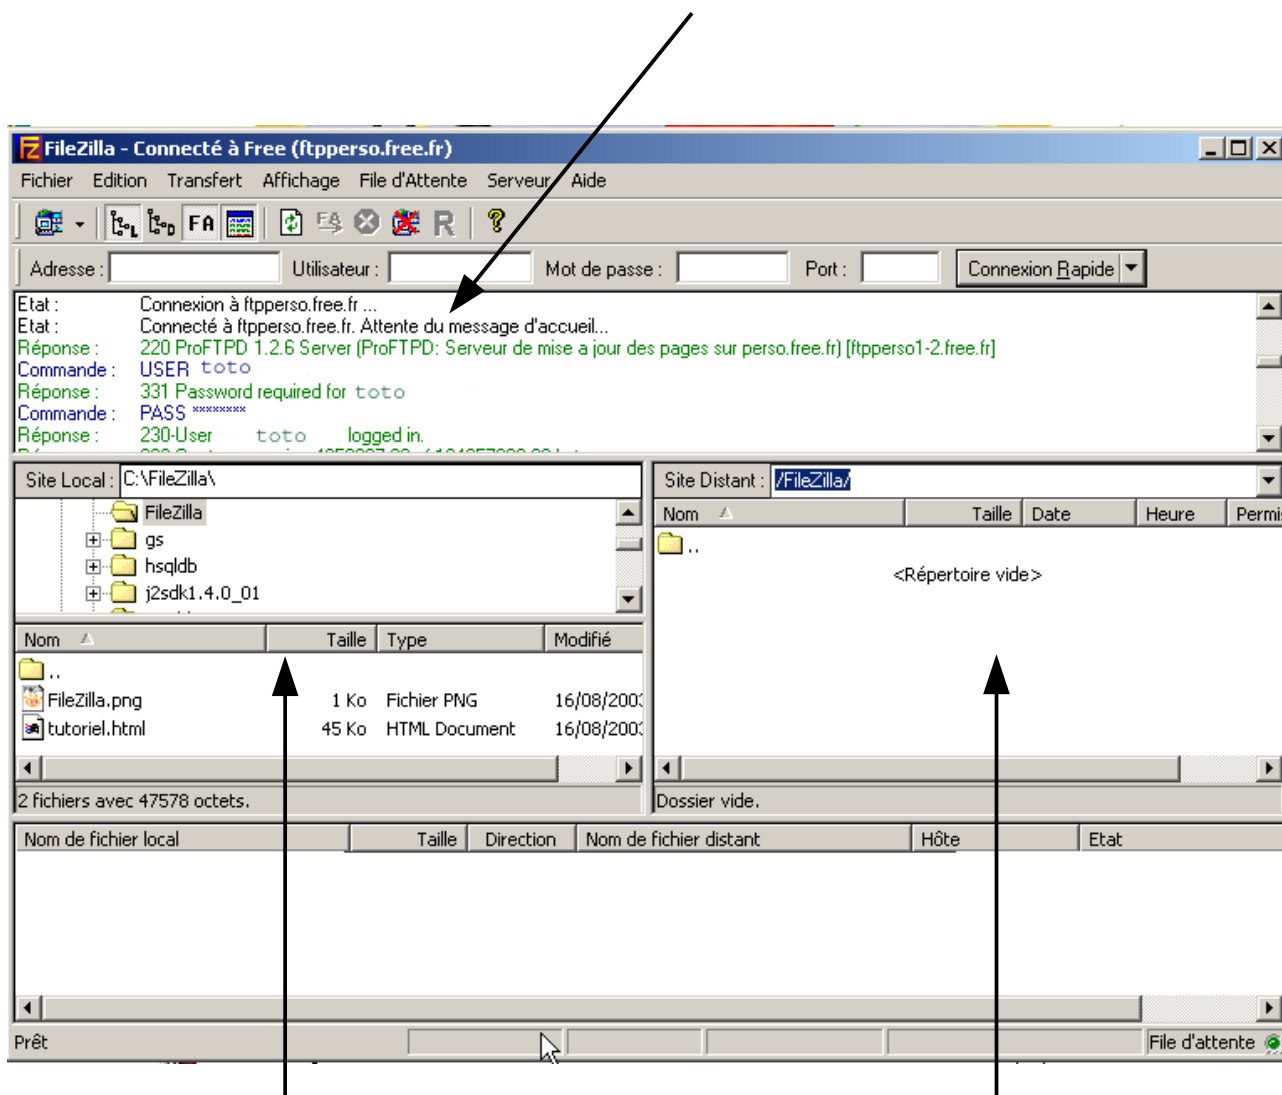 FileZilla - Connecté à Free (ftpperso.free.fr)
Fichier Edition Transfert Affichage File d'Attente Serveur Aide
FA FA R ?
Adresse : Utilisateur : Mot de passe : Port : Connexion Rapide
Etat : Connexion à ftpperso.free.fr ...
Etat : Connecté à ftpperso.free.fr. Attente du message d'accueil...
Réponse : 220 ProFTPD 1.2.6 Server (ProFTPD: Serveur de mise a jour des pages sur perso.free.fr) [ftpperso1-2.free.fr]
Commande : USER toto
Réponse : 331 Password required for toto
Commande : PASS ********
Réponse : 230-User toto logged in.
Site Local : C:\FileZilla\
FileZilla
gs
hsqldb
j2sdk1.4.0_01
Nom Taille Type Modifié
..
FileZilla.png 1 Ko Fichier PNG 16/08/2003
tutoriel.html 45 Ko HTML Document 16/08/2003
2 fichiers avec 47578 octets.
Site Distant : /FileZilla/
Nom Taille Date Heure Permis
..
<Répertoire vide>
Dossier vide.
Nom de fichier local Taille Direction Nom de fichier distant Hôte Etat
Prêt File d'attente